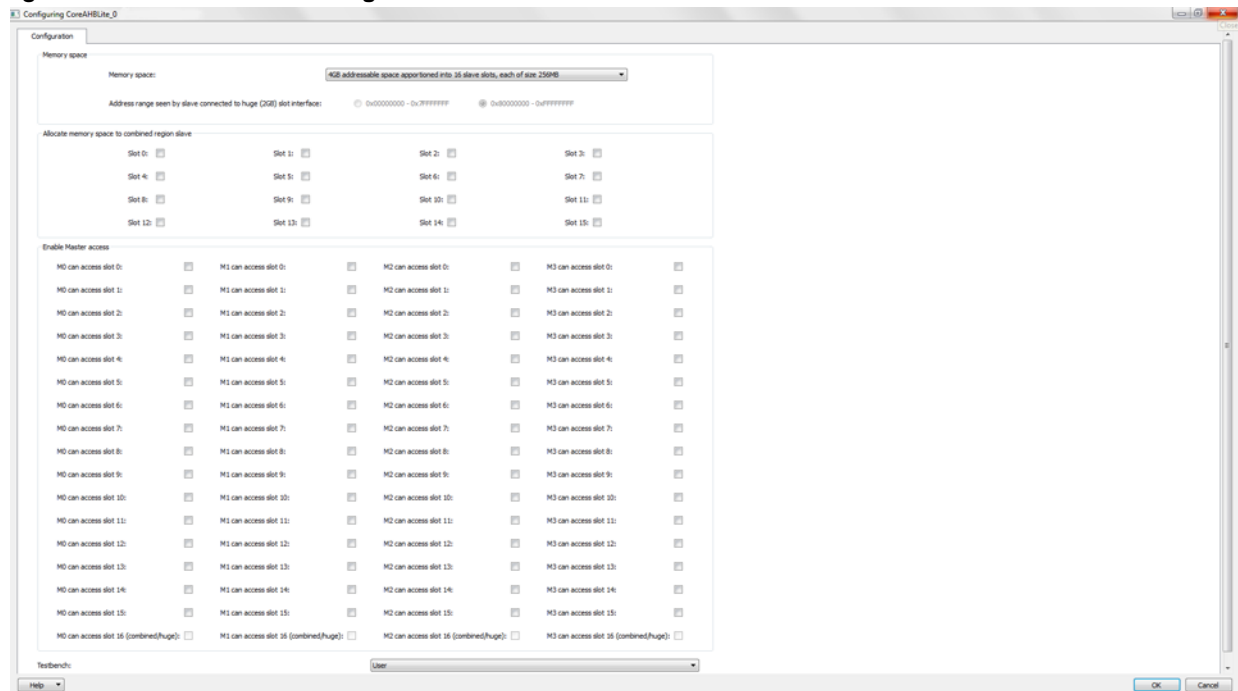 Configuring CoreAHBLite_0
Close
Configuration
Memory space
Memory space: 4GB addressable space apportioned into 16 slave slots, each of size 256MB
Address range seen by slave connected to huge (2GB) slot interface: 0x00000000 - 0x7FFFFFFF 0x80000000 - 0xFFFFFFFF
Allocate memory space to combined region slave
Slot 0: Slot 1: Slot 2: Slot 3:
Slot 4: Slot 5: Slot 6: Slot 7:
Slot 8: Slot 9: Slot 10: Slot 11:
Slot 12: Slot 13: Slot 14: Slot 15:
Enable Master access
M0 can access slot 0: M1 can access slot 0: M2 can access slot 0: M3 can access slot 0:
M0 can access slot 1: M1 can access slot 1: M2 can access slot 1: M3 can access slot 1:
M0 can access slot 2: M1 can access slot 2: M2 can access slot 2: M3 can access slot 2:
M0 can access slot 3: M1 can access slot 3: M2 can access slot 3: M3 can access slot 3:
M0 can access slot 4: M1 can access slot 4: M2 can access slot 4: M3 can access slot 4:
M0 can access slot 5: M1 can access slot 5: M2 can access slot 5: M3 can access slot 5:
M0 can access slot 6: M1 can access slot 6: M2 can access slot 6: M3 can access slot 6:
M0 can access slot 7: M1 can access slot 7: M2 can access slot 7: M3 can access slot 7:
M0 can access slot 8: M1 can access slot 8: M2 can access slot 8: M3 can access slot 8:
M0 can access slot 9: M1 can access slot 9: M2 can access slot 9: M3 can access slot 9:
M0 can access slot 10: M1 can access slot 10: M2 can access slot 10: M3 can access slot 10:
M0 can access slot 11: M1 can access slot 11: M2 can access slot 11: M3 can access slot 11:
M0 can access slot 12: M1 can access slot 12: M2 can access slot 12: M3 can access slot 12:
M0 can access slot 13: M1 can access slot 13: M2 can access slot 13: M3 can access slot 13:
M0 can access slot 14: M1 can access slot 14: M2 can access slot 14: M3 can access slot 14:
M0 can access slot 15: M1 can access slot 15: M2 can access slot 15: M3 can access slot 15:
M0 can access slot 16 (combined/huge): M1 can access slot 16 (combined/huge): M2 can access slot 16 (combined/huge): M3 can access slot 16 (combined/huge):
Testbench: User
Help OK Cancel